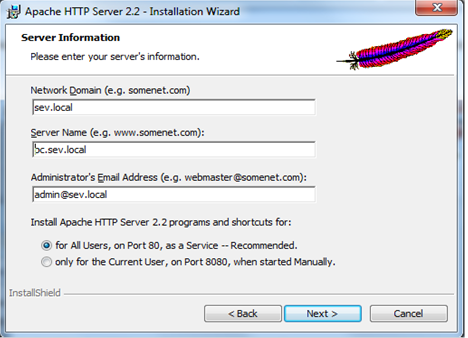 Apache HTTP Server 2.2 - Installation Wizard
Server Information
Please enter your server's information.
Network Domain (e.g. somenet.com)
sev.local
Server Name (e.g. www.somenet.com):
pc.sev.local
Administrator's Email Address (e.g. webmaster@somenet.com):
admin@sev.local
Install Apache HTTP Server 2.2 programs and shortcuts for:
for All Users, on Port 80, as a Service -- Recommended.
only for the Current User, on Port 8080, when started Manually.
InstallShield
< Back Next > Cancel